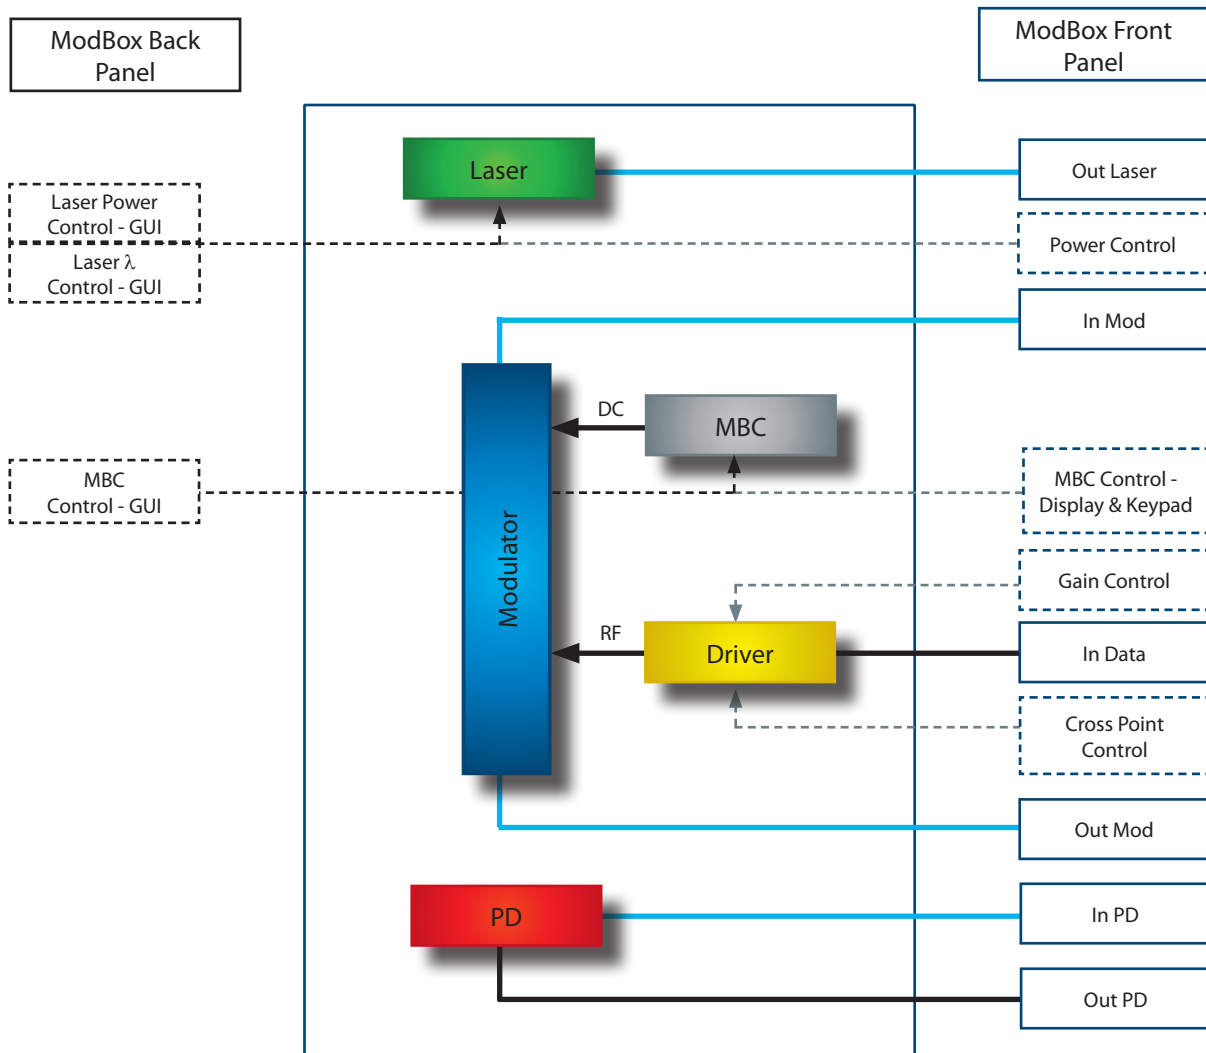 ModBox Back
Panel
ModBox Front
Panel
Laser
Out Laser
Laser Power
Control - GUI
Laser λ
Control - GUI
Power Control
In Mod
DC
MBC
MBC
Control - GUI
MBC Control -
Display & Keypad
Modulator
Gain Control
RF
Driver
In Data
Cross Point
Control
Out Mod
PD
In PD
Out PD